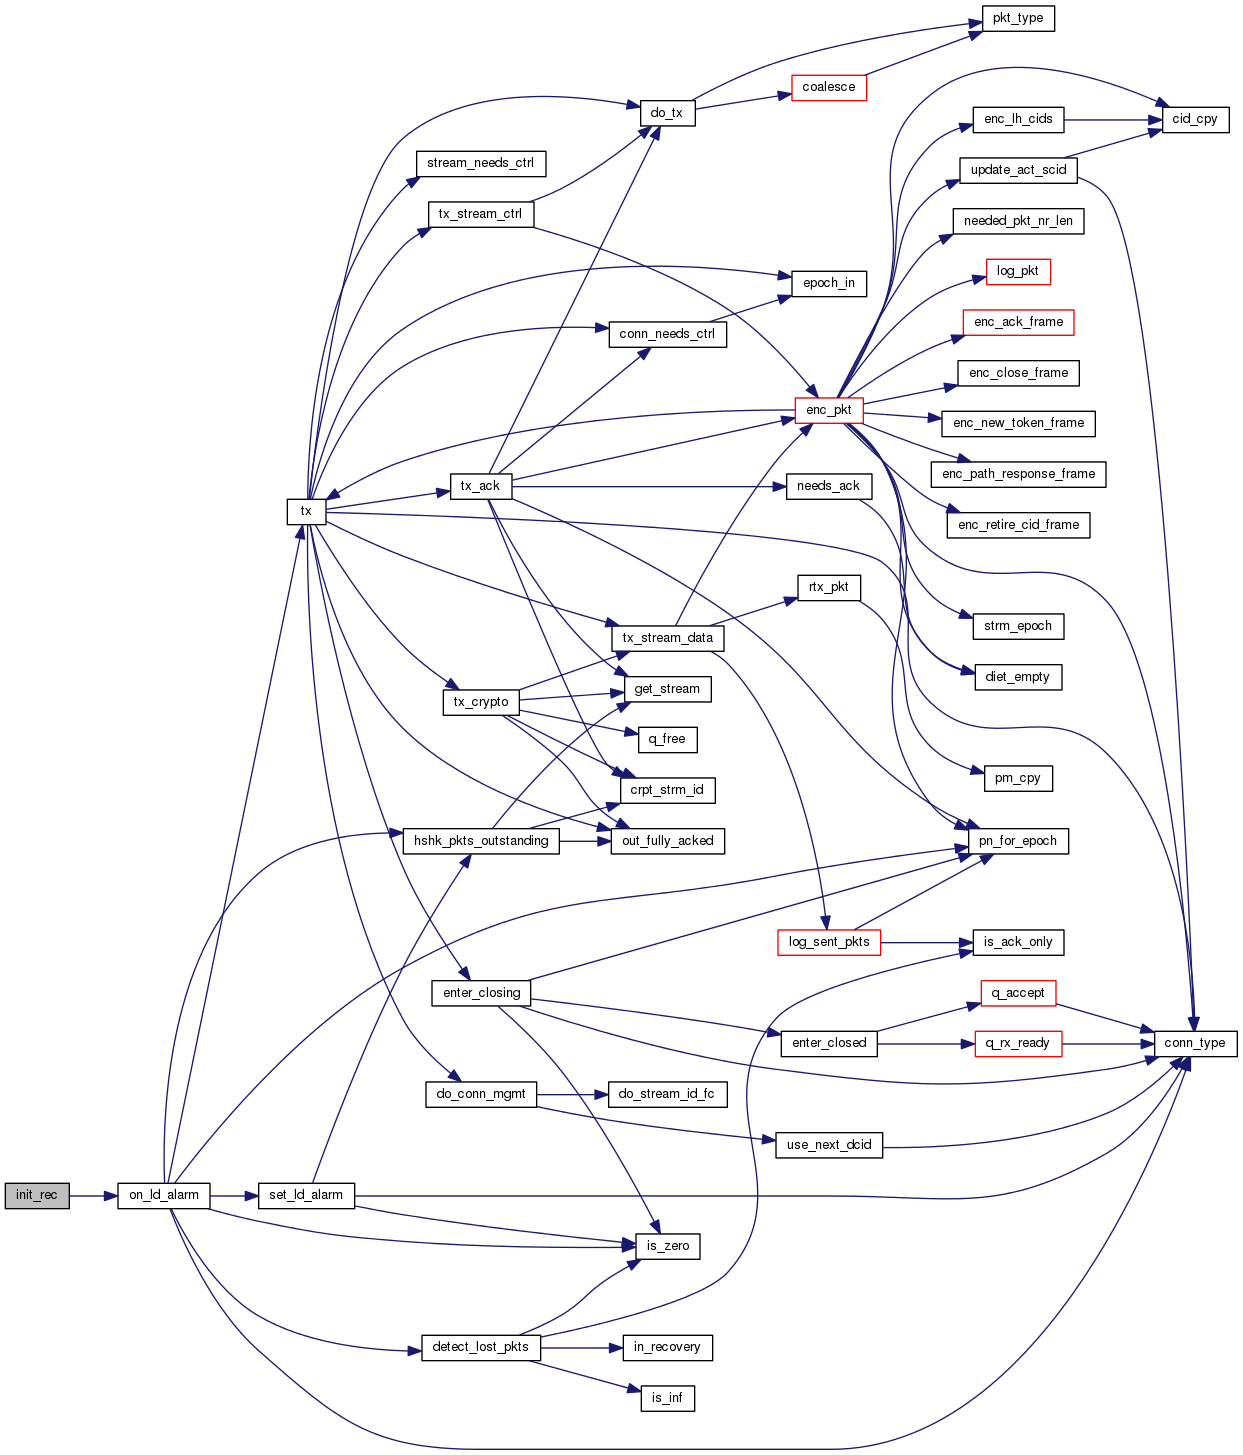 pkt_type
coalesce
do_tx
enc_lh_cids
cid_cpy
stream_needs_ctrl
update_act_scid
tx_stream_ctrl
needed_pkt_nr_len
log_pkt
epoch_in
enc_ack_frame
conn_needs_ctrl
enc_close_frame
enc_pkt
enc_new_token_frame
enc_path_response_frame
tx_ack
needs_ack
tx
enc_retire_cid_frame
rtx_pkt
strm_epoch
tx_stream_data
diet_empty
get_stream
tx_crypto
q_free
pm_cpy
crpt_strm_id
hshk_pkts_outstanding
out_fully_acked
pn_for_epoch
log_sent_pkts
is_ack_only
enter_closing
q_accept
enter_closed
q_rx_ready
conn_type
do_conn_mgmt
do_stream_id_fc
use_next_dcid
init_rec
on_ld_alarm
set_ld_alarm
is_zero
detect_lost_pkts
in_recovery
is_inf